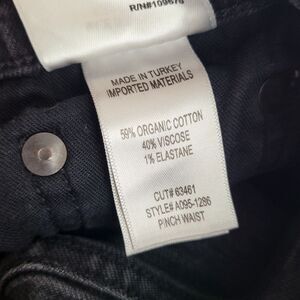 R/N#109676
MADE IN TURKEY
IMPORTED MATERIALS
59% ORGANIC COTTON
40% VISCOSE
1% ELASTANE
CUT# 63461
STYLE# A095-1286
PINCH WAIST